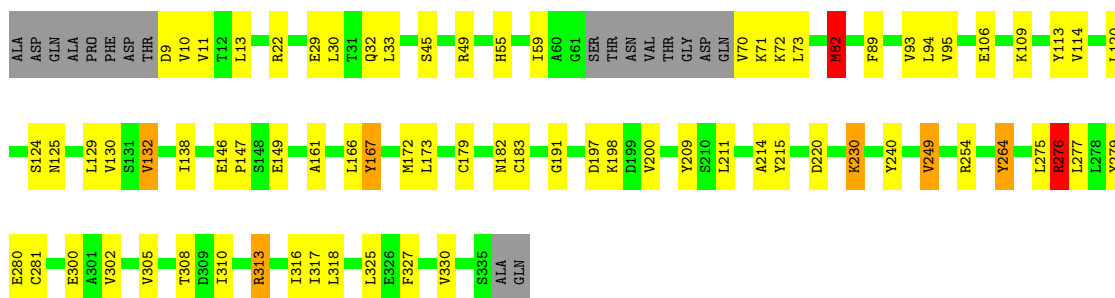 ALA ASP GLN ALA PRO PHE ASP THR D9 V10 V11 T12 L13 R22 E29 L30 T31 Q32 L33 S45 R49 H55 I59 A60 G61 SER THR ASN VAL THR GLY ASP GLN V70 K71 K72 L73 M82 F89 V93 L94 V95 E106 K109 Y113 V114 L120
S124 N125 L129 V130 S131 V132 I138 E146 P147 S148 E149 A161 L166 Y167 M172 L173 C179 N182 C183 G191 D197 K198 D199 V200 Y209 S210 L211 A214 Y215 D220 K230 Y240 V249 R254 Y264 L275 R276 L277 L278 Y279
E280 C281 E300 A301 V302 V305 T308 D309 I310 R313 I316 I317 L318 L325 E326 F327 V330 S335 ALA GLN